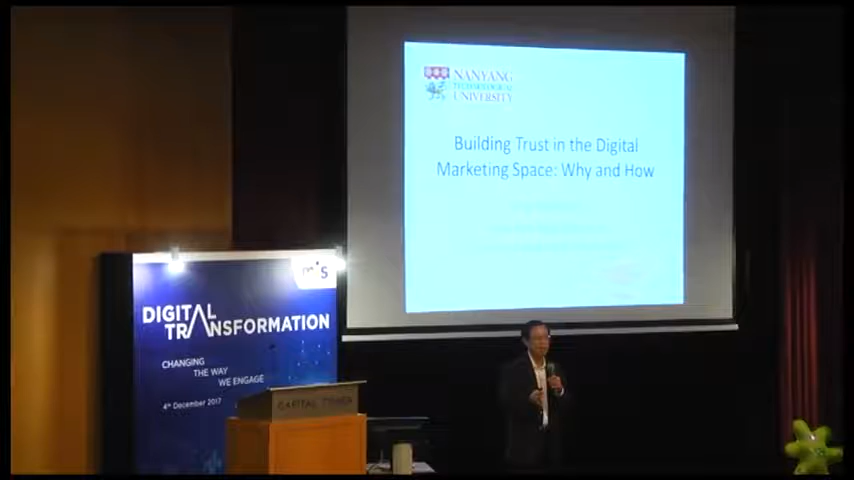 NANYANG
TECHNOLOGICAL
UNIVERSITY
Building Trust in the Digital
Marketing Space: Why and How
mis
DIGITAL
TRANSFORMATION
CHANGING
THE WAY
WE ENGAGE
4th December 2017
CAPITAL TOWER